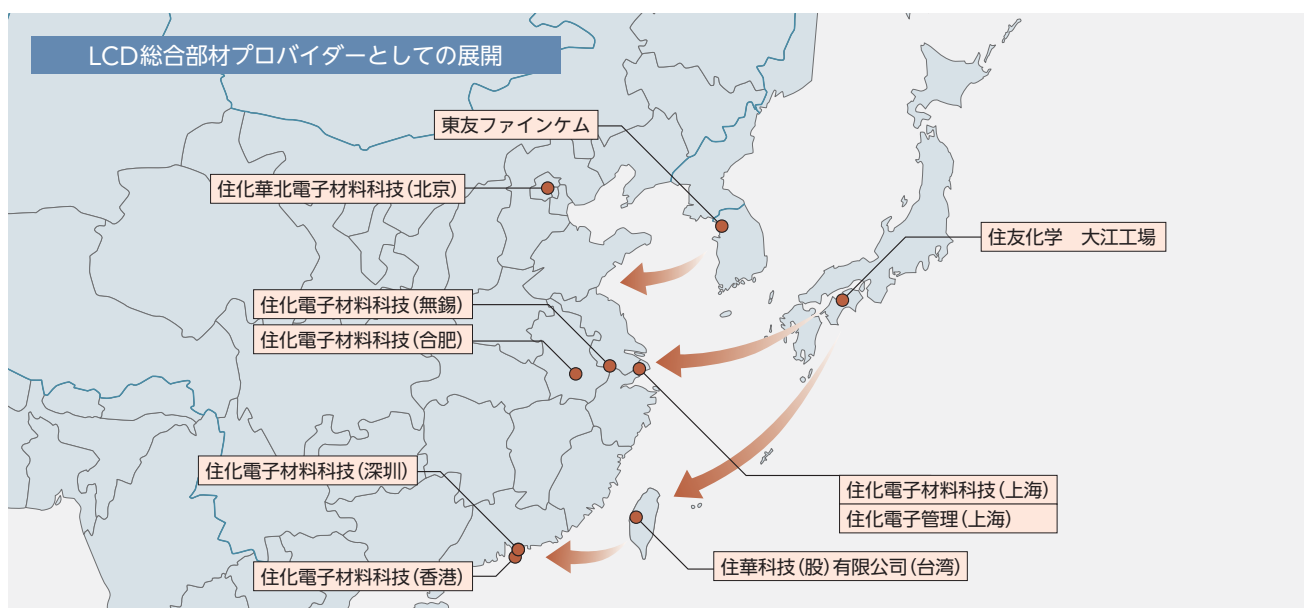 LCD総合部材プロバイダーとしての展開
東友ファインケム
住化華北電子材料科技(北京)
住友化学　大江工場
住化電子材料科技(無錫)
住化電子材料科技(合肥)
住化電子材料科技(深圳)
住化電子材料科技(上海)
住化電子管理(上海)
住華科技(股)有限公司(台湾)
住化電子材料科技(香港)